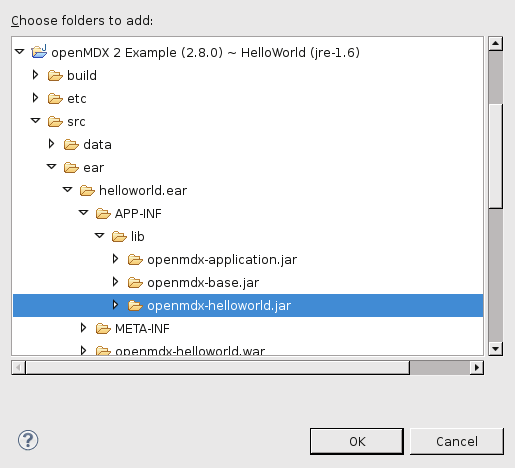 Choose folders to add:
openMDX 2 Example (2.8.0) ~ HelloWorld (jre-1.6)
build
etc
src
data
ear
helloworld.ear
APP-INF
lib
openmdx-application.jar
openmdx-base.jar
openmdx-helloworld.jar
META-INF
openmdx-helloworld.war
?
OK
Cancel